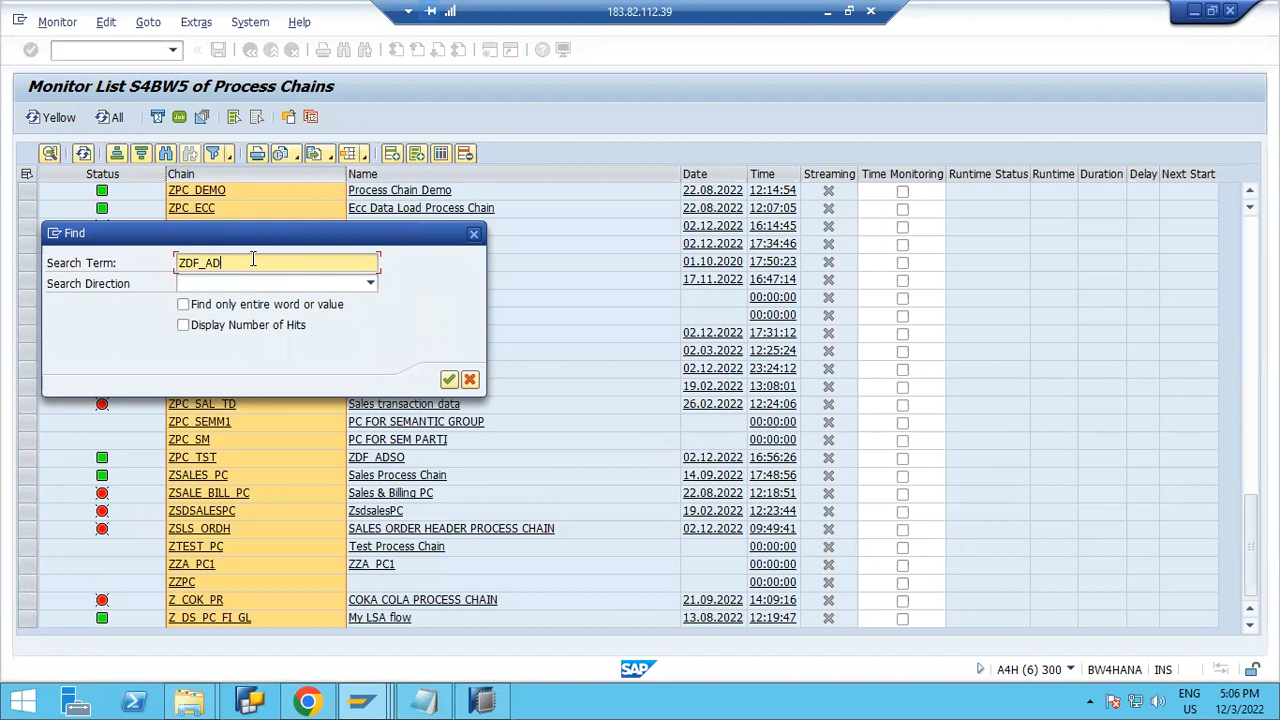 183.82.112.39
Monitor Edit Goto Extras System Help
Monitor List S4BW5 of Process Chains
Yellow All
Status Chain Name Date Time Streaming Time Monitoring Runtime Status Runtime Duration Delay Next Start
ZPC_DEMO Process Chain Demo 22.08.2022 12:14:54
ZPC_ECC Ecc Data Load Process Chain 22.08.2022 12:07:05
02.12.2022 16:14:45
Find
02.12.2022 17:34:46
Search Term: ZDF_AD
01.10.2020 17:50:23
Search Direction
17.11.2022 16:47:14
Find only entire word or value
00:00:00
Display Number of Hits
00:00:00
02.12.2022 17:31:12
02.03.2022 12:25:24
02.12.2022 23:24:12
19.02.2022 13:08:01
ZPC_SAL_TD Sales transaction data 26.02.2022 12:24:06
ZPC_SEMM1 PC FOR SEMANTIC GROUP 00:00:00
ZPC_SM PC FOR SEM PARTI 00:00:00
ZPC_TST ZDF_ADSO 02.12.2022 16:56:26
ZSALES_PC Sales Process Chain 14.09.2022 17:48:56
ZSALE_BILL_PC Sales & Billing PC 22.08.2022 12:18:51
ZSDSALESPC ZsdsalesPC 19.02.2022 12:23:44
ZSLS_ORDH SALES ORDER HEADER PROCESS CHAIN 02.12.2022 09:49:41
ZTEST_PC Test Process Chain 00:00:00
ZZA_PC1 ZZA_PC1 00:00:00
ZZPC 00:00:00
Z_COK_PR COKA COLA PROCESS CHAIN 21.09.2022 14:09:16
Z_DS_PC_FI_GL My LSA flow 13.08.2022 12:19:47
SAP A4H (6) 300 BW4HANA INS
ENG 5:06 PM
US 12/3/2022